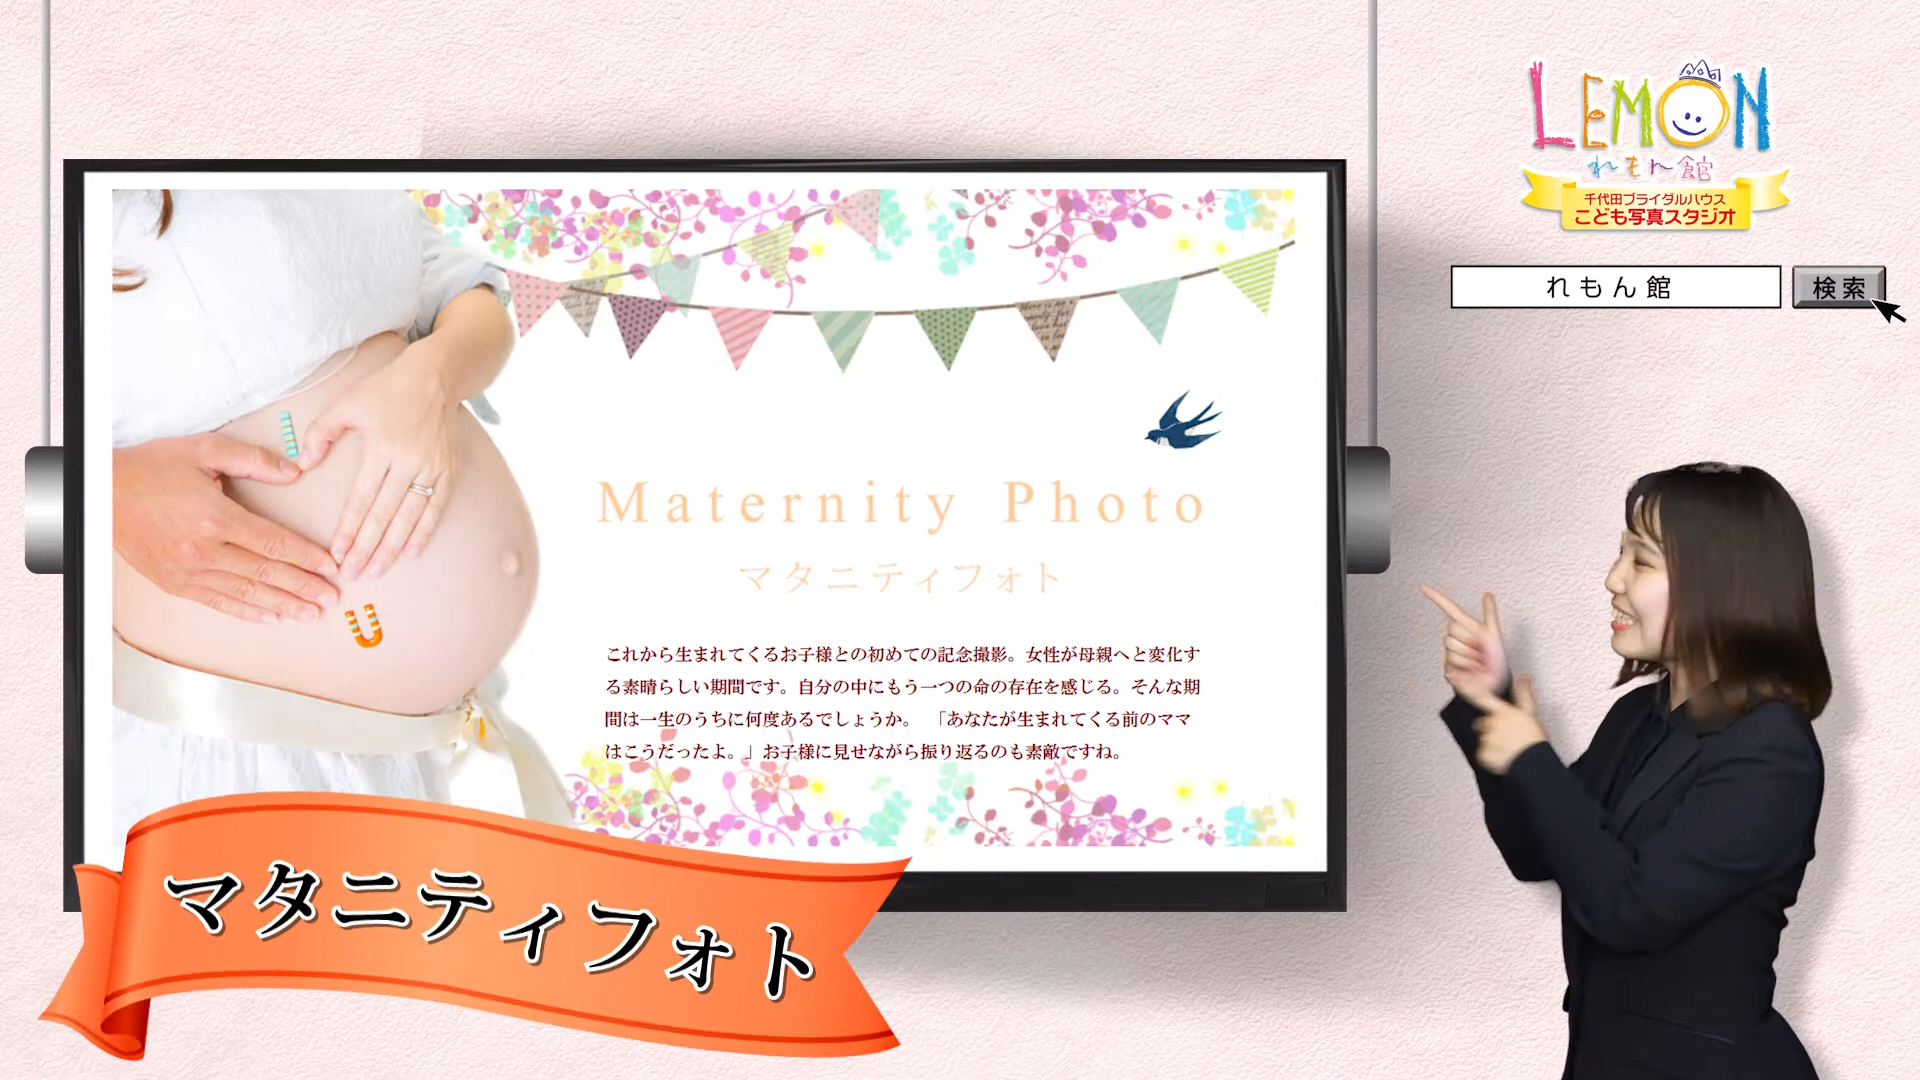 LEMON
れもん館
千代田ブライダルハウス
こども写真スタジオ
れもん館
検索
Maternity Photo
マタニティフォト
これから生まれてくるお子様との初めての記念撮影。女性が母親へと変化す
る素晴らしい期間です。自分の中にもう一つの命の存在を感じる。そんな期
間は一生のうちに何度あるでしょうか。 「あなたが生まれてくる前のママ
はこうだったよ。」お子様に見せながら振り返るのも素敵ですね。
I
U
マタニティフォト